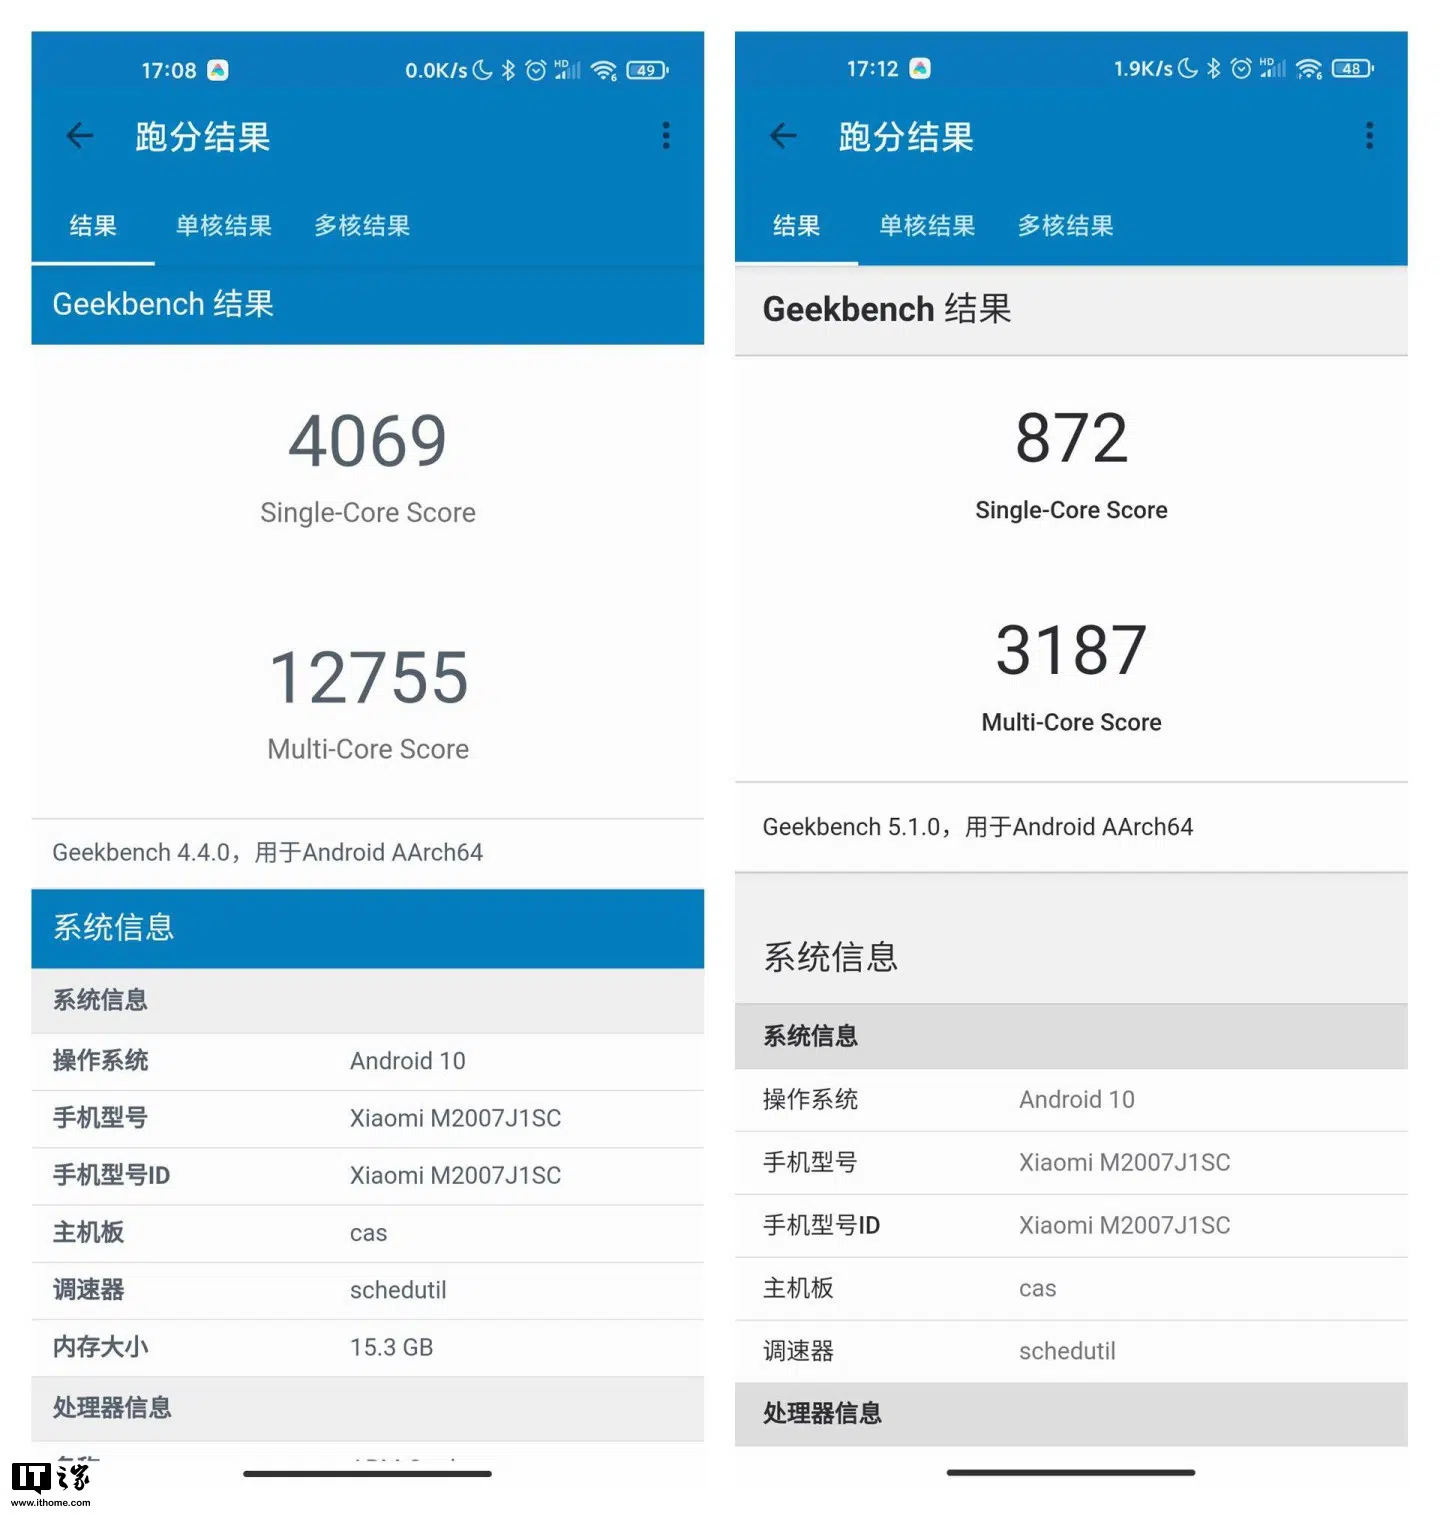 17:08
0.0K/s
HD
6
49
跑分结果
结果
单核结果
多核结果
Geekbench 结果
4069
Single-Core Score
12755
Multi-Core Score
Geekbench 4.4.0，用于Android AArch64
系统信息
系统信息
操作系统 Android 10
手机型号 Xiaomi M2007J1SC
手机型号ID Xiaomi M2007J1SC
主机板 cas
调速器 schedutil
内存大小 15.3 GB
处理器信息
IT之家
www.ithome.com
17:12
1.9K/s
HD
6
48
跑分结果
结果
单核结果
多核结果
Geekbench 结果
872
Single-Core Score
3187
Multi-Core Score
Geekbench 5.1.0，用于Android AArch64
系统信息
系统信息
操作系统 Android 10
手机型号 Xiaomi M2007J1SC
手机型号ID Xiaomi M2007J1SC
主机板 cas
调速器 schedutil
处理器信息